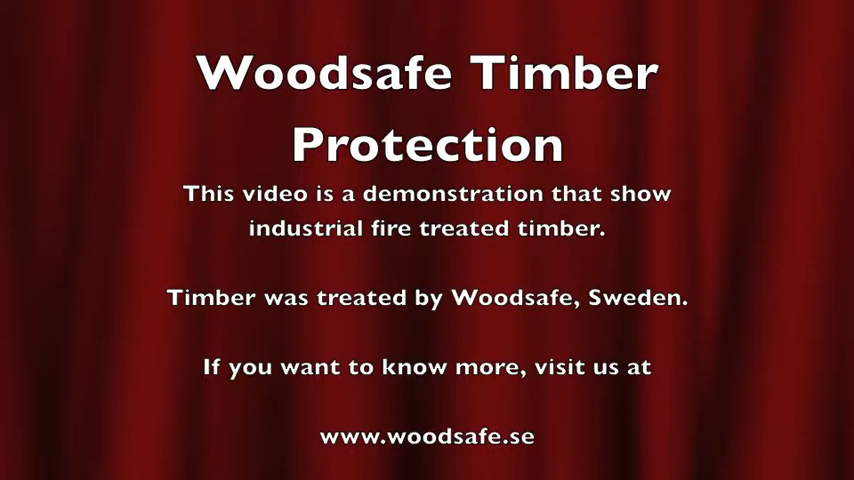 Woodsafe Timber
Protection
This video is a demonstration that show
industrial fire treated timber.
Timber was treated by Woodsafe, Sweden.
If you want to know more, visit us at
www.woodsafe.se